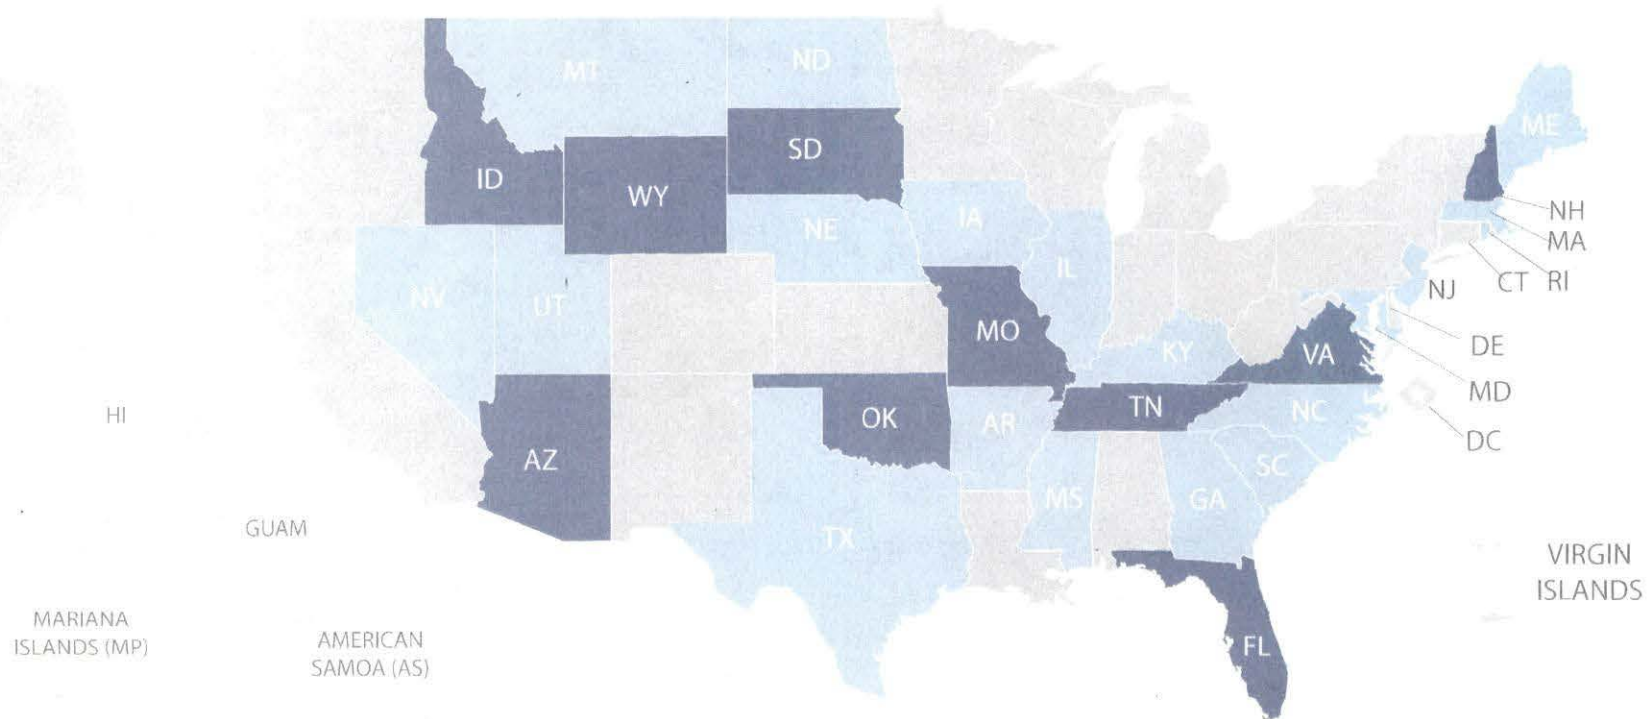 MT
ND
ME
SD
ID
WY
NH
IA
NE
MA
IL
CT
RI
NJ
NV
UT
MO
DE
KY
VA
MD
TN
HI
OK
NC
AR
DC
AZ
SC
MS
GA
GUAM
TX
VIRGIN
ISLANDS
MARIANA
ISLANDS (MP)
AMERICAN
SAMOA (AS)
FL